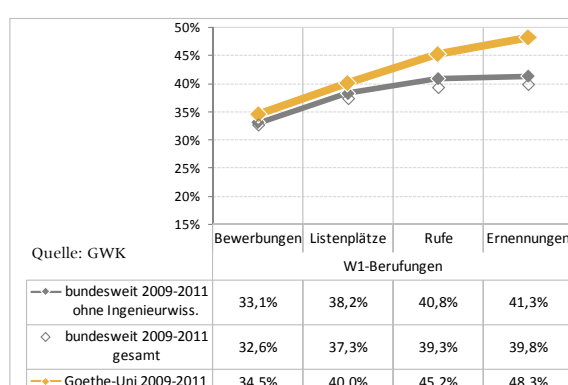 50%
45%
40%
35%
30%
25%
20%
15%
Bewerbungen Listenplätze Rufe Ernennungen
Quelle: GWK
W1-Berufungen
bundesweit 2009-2011
ohne Ingenieurwiss.
33,1% 38,2% 40,8% 41,3%
bundesweit 2009-2011
gesamt
32,6% 37,3% 39,3% 39,8%
Goethe-Uni 2009-2011 34,5% 40,0% 45,2% 48,3%